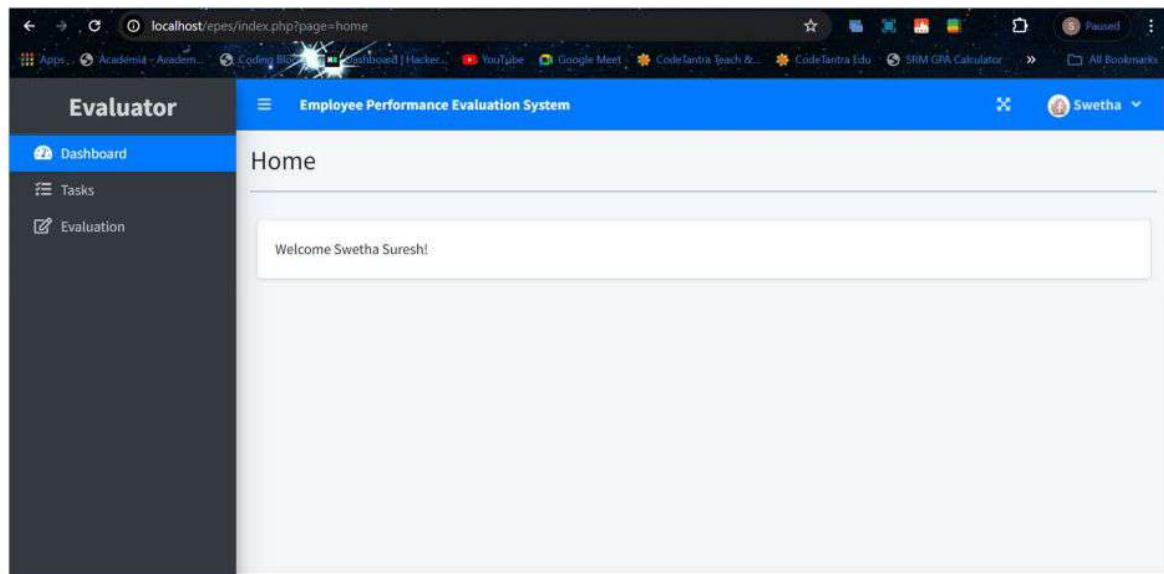 localhost/epes/index.php?page=home
S Paused
Apps
Academia - Academ...
Coding Blo
Dashboard | Hacker...
YouTube
Google Meet
CodeTantra Teach &...
CodeTantra Edu
SRM GPA Calculator
»
All Bookmarks
Evaluator
Employee Performance Evaluation System
Swetha
Dashboard
Tasks
Evaluation
Home
Welcome Swetha Suresh!